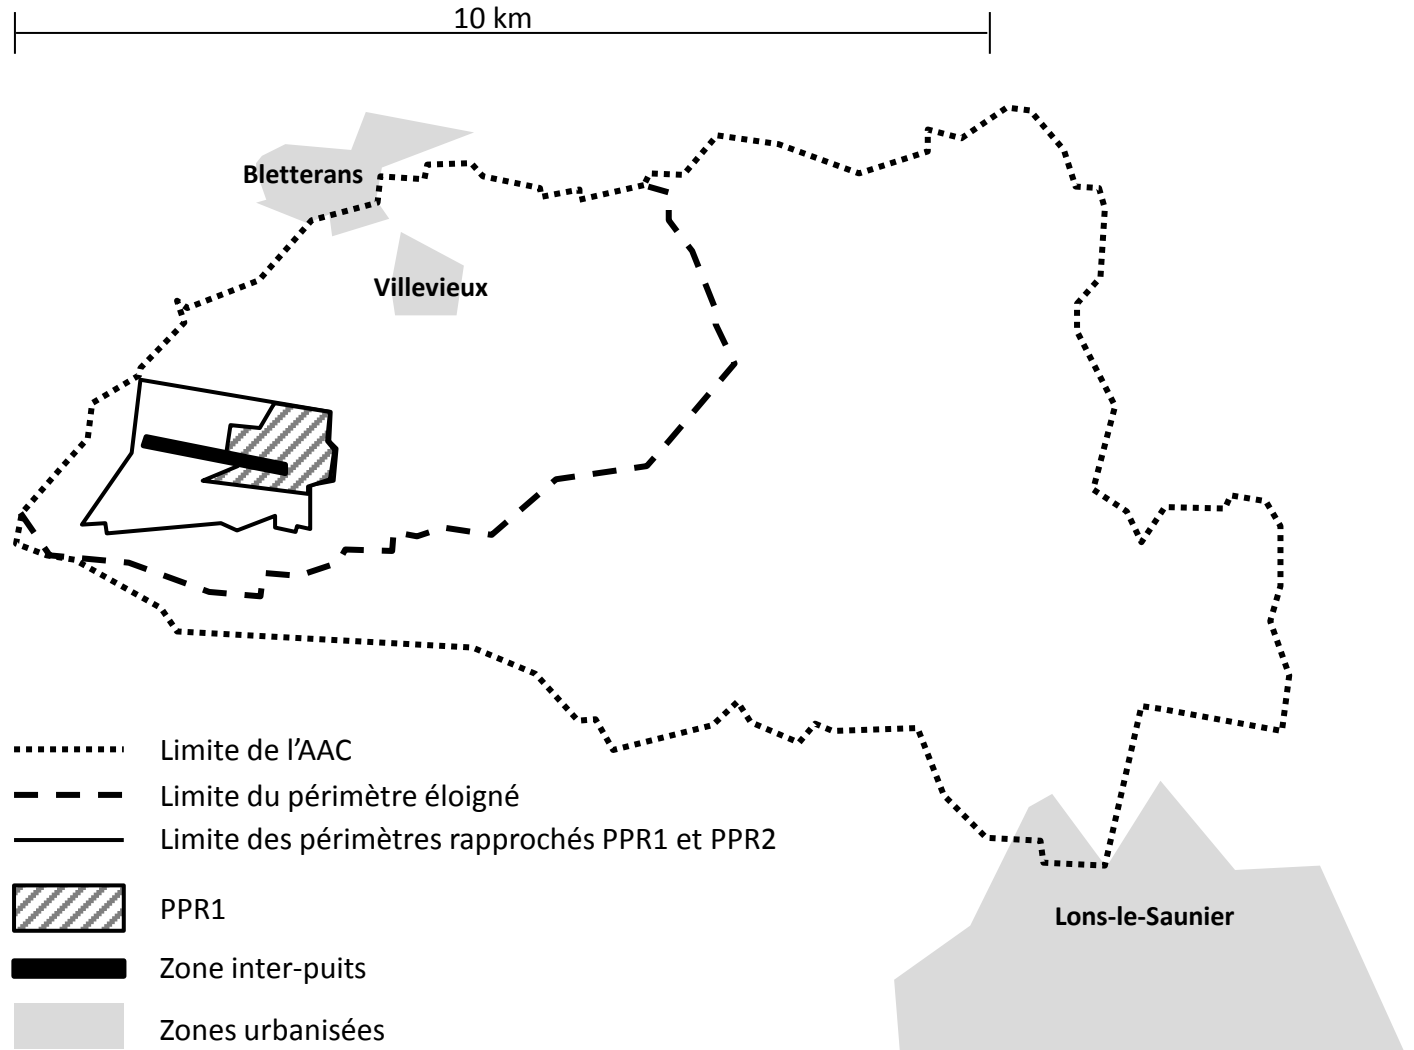 10 km
Bletterans
Villevieux
Limite de l'AAC
Limite du périmètre éloigné
Limite des périmètres rapprochés PPR1 et PPR2
PPR1
Zone inter-puits
Zones urbanisées
Lons-le-Saunier